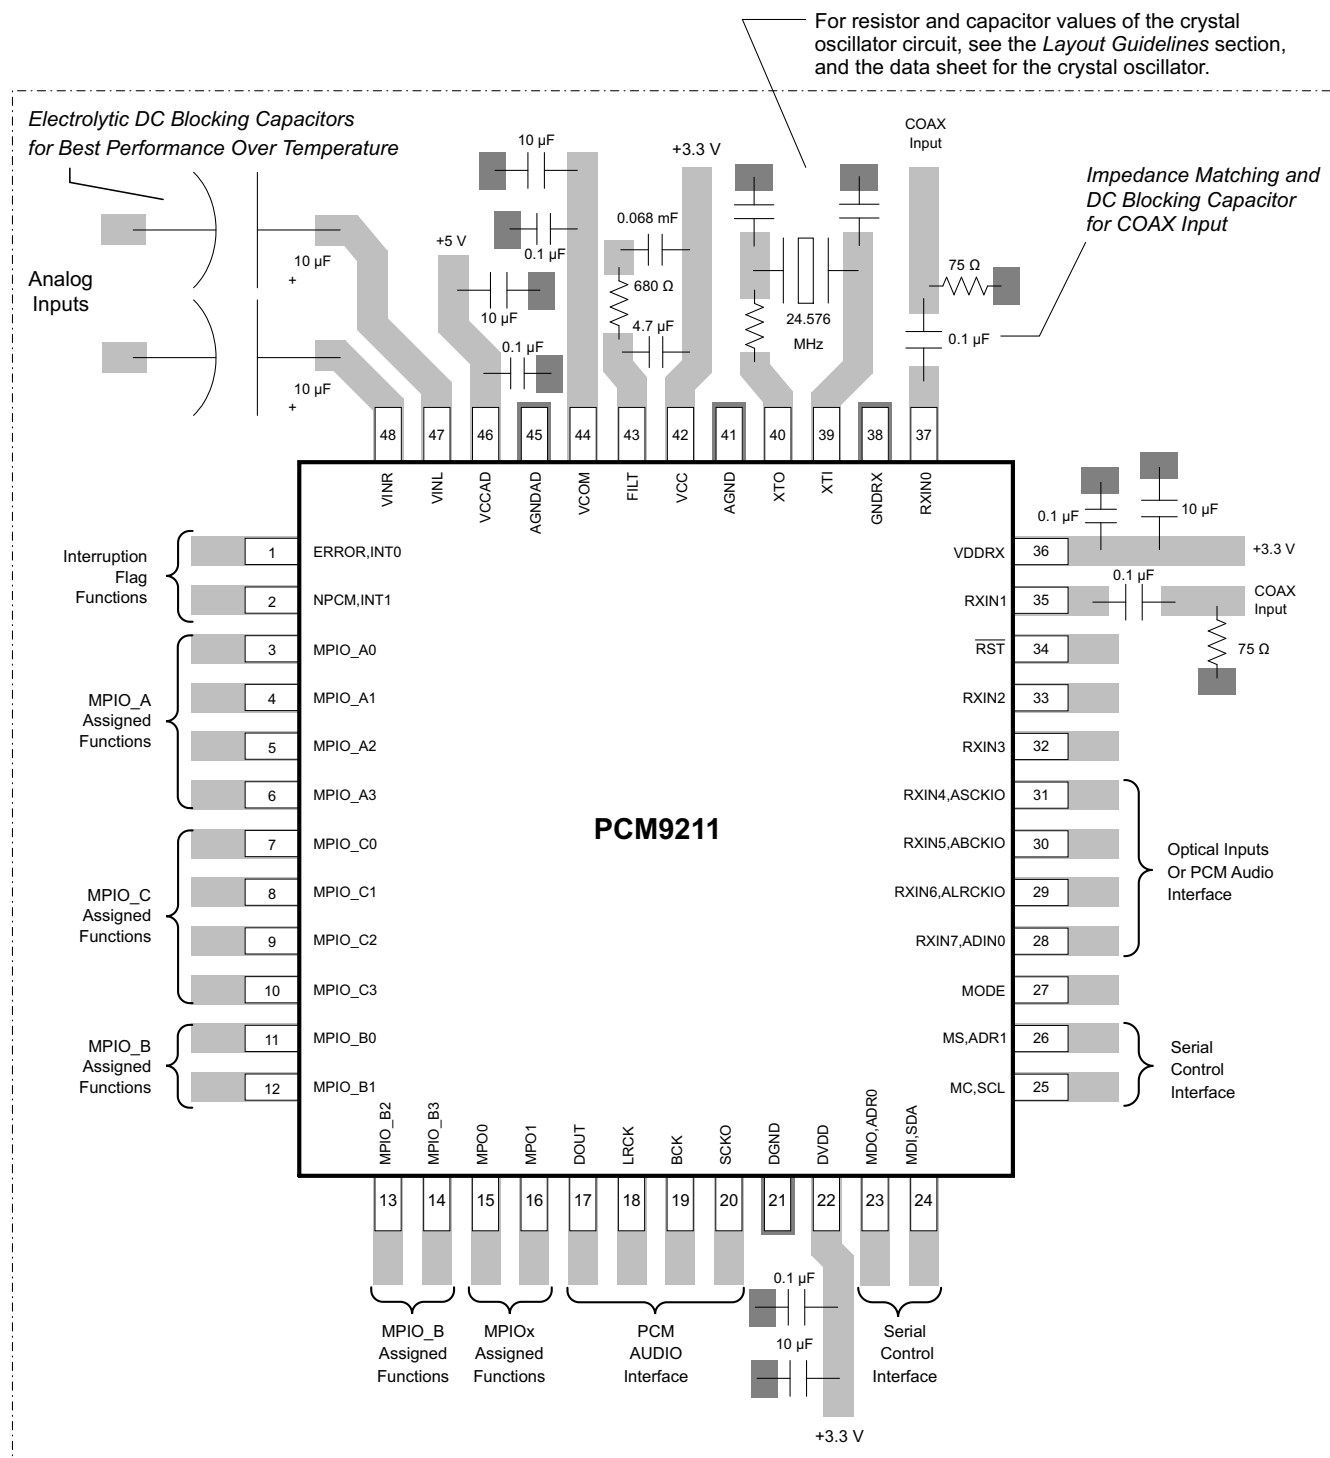 For resistor and capacitor values of the crystal
oscillator circuit, see the Layout Guidelines section,
and the data sheet for the crystal oscillator.
Electrolytic DC Blocking Capacitors
for Best Performance Over Temperature
10 µF
+3.3 V
COAX
Input
Impedance Matching and
DC Blocking Capacitor
for COAX Input
0.068 mF
+5 V
0.1 µF
10 µF
+
Analog
Inputs
680 Ω
75 Ω
10 µF
4.7 µF
24.576
MHz
0.1 µF
0.1 µF
10 µF
+
48
47
46
45
44
43
42
41
40
39
38
37
VINR
VINL
VCCAD
AGNDAD
VCOM
FILT
VCC
AGND
XTO
XTI
GNDRX
RXIN0
0.1 µF
10 µF
Interruption
Flag
Functions
1
ERROR,INT0
2
NPCM,INT1
VDDRX
36
+3.3 V
0.1 µF
RXIN1
35
COAX
Input
75 Ω
MPIO_A
Assigned
Functions
3
MPIO_A0
4
MPIO_A1
5
MPIO_A2
6
MPIO_A3
RST
34
RXIN2
33
RXIN3
32
RXIN4,ASCKIO
31
PCM9211
MPIO_C
Assigned
Functions
7
MPIO_C0
8
MPIO_C1
9
MPIO_C2
10
MPIO_C3
RXIN5,ABCKIO
30
RXIN6,ALRCKIO
29
RXIN7,ADIN0
28
Optical Inputs
Or PCM Audio
Interface
MODE
27
MPIO_B
Assigned
Functions
11
MPIO_B0
12
MPIO_B1
MS,ADR1
26
MC,SCL
25
Serial
Control
Interface
MPIO_B2
MPIO_B3
MPO0
MPO1
DOUT
LRCK
BCK
SCKO
DGND
DVDD
MDO,ADR0
MDI,SDA
13
14
15
16
17
18
19
20
21
22
23
24
0.1 µF
10 µF
MPIO_B
Assigned
Functions
MPIOx
Assigned
Functions
PCM
AUDIO
Interface
Serial
Control
Interface
+3.3 V